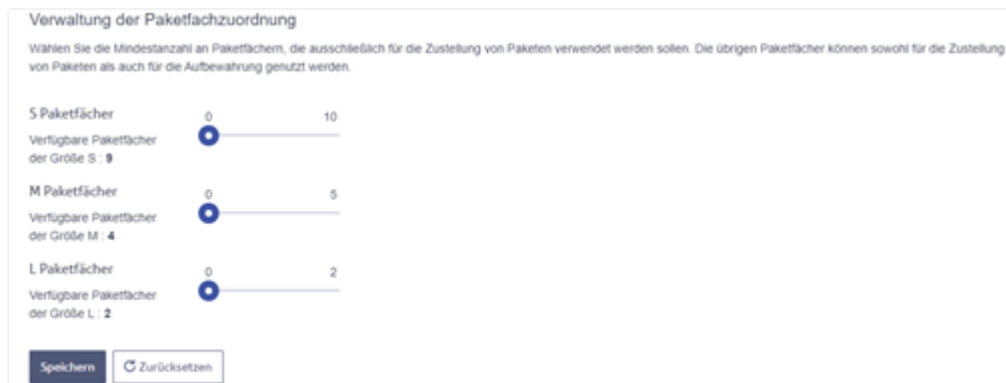 Verwaltung der Paketfachzuordnung
Wählen Sie die Mindestanzahl an Paketfächern, die ausschließlich für die Zustellung von Paketen verwendet werden sollen. Die übrigen Paketfächer können sowohl für die Zustellung
von Paketen als auch für die Aufbewahrung genutzt werden.
S Paketfächer
0 10
Verfügbare Paketfächer
der Größe S : 9
M Paketfächer
0 5
Verfügbare Paketfächer
der Größe M : 4
L Paketfächer
0 2
Verfügbare Paketfächer
der Größe L : 2
Speichern Zurücksetzen